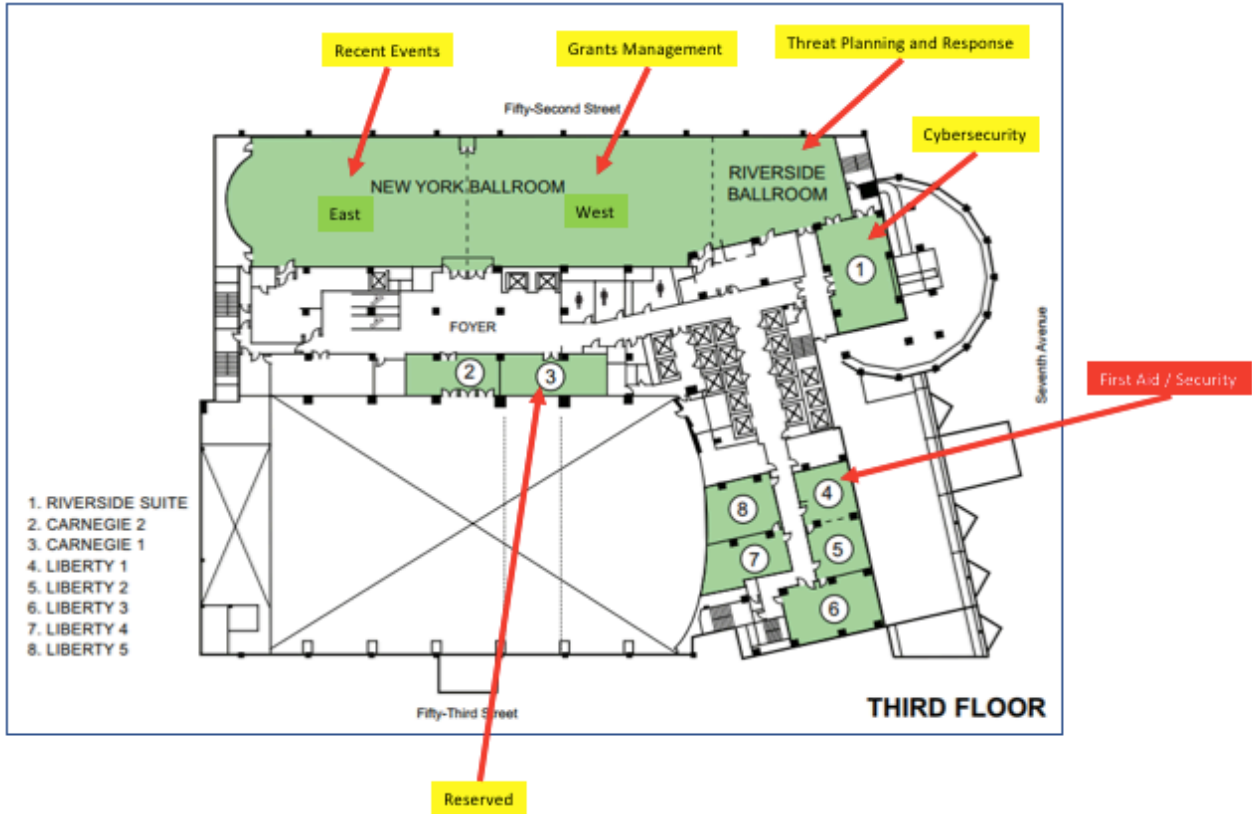 Recent Events
Grants Management
Threat Planning and Response
Cybersecurity
Fifty-Second Street
NEW YORK BALLROOM
RIVERSIDE
BALLROOM
East
West
1
FOYER
2
3
Seventh Avenue
First Aid / Security
4
8
5
7
6
1. RIVERSIDE SUITE
2. CARNEGIE 2
3. CARNEGIE 1
4. LIBERTY 1
5. LIBERTY 2
6. LIBERTY 3
7. LIBERTY 4
8. LIBERTY 5
Fifty-Third Street
THIRD FLOOR
Reserved